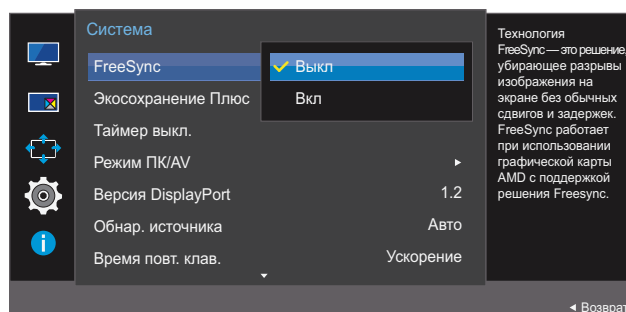 Система
FreeSync
Выкл
Экосохранение Плюс
Вкл
Таймер выкл.
Режим ПК/AV
Версия DisplayPort
1.2
Обнар. источника
Авто
Время повт. клав.
Ускорение
Технология
FreeSync — это решение,
убирающее разрывы
изображения на
экране без обычных
сдвигов и задержек.
FreeSync работает
при использовании
графической карты
AMD с поддержкой
решения Freesync.
Возврат